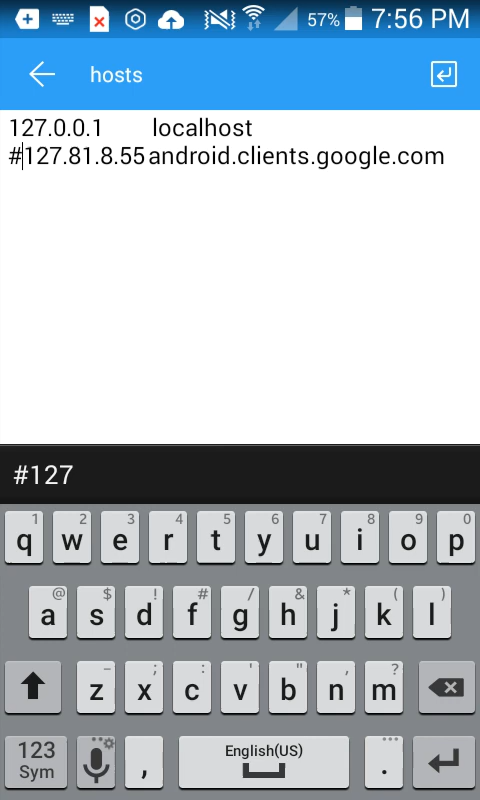 57% 7:56 PM
hosts
127.0.0.1 localhost
#127.81.8.55 android.clients.google.com
#127
1 2 3 4 5 6 7 8 9 0
q w e r t y u i o p
@ $ ! # / & * ( )
a s d f g h j k l
- ; : ' " , ?
z x c v b n m
123 Sym , English(US) .